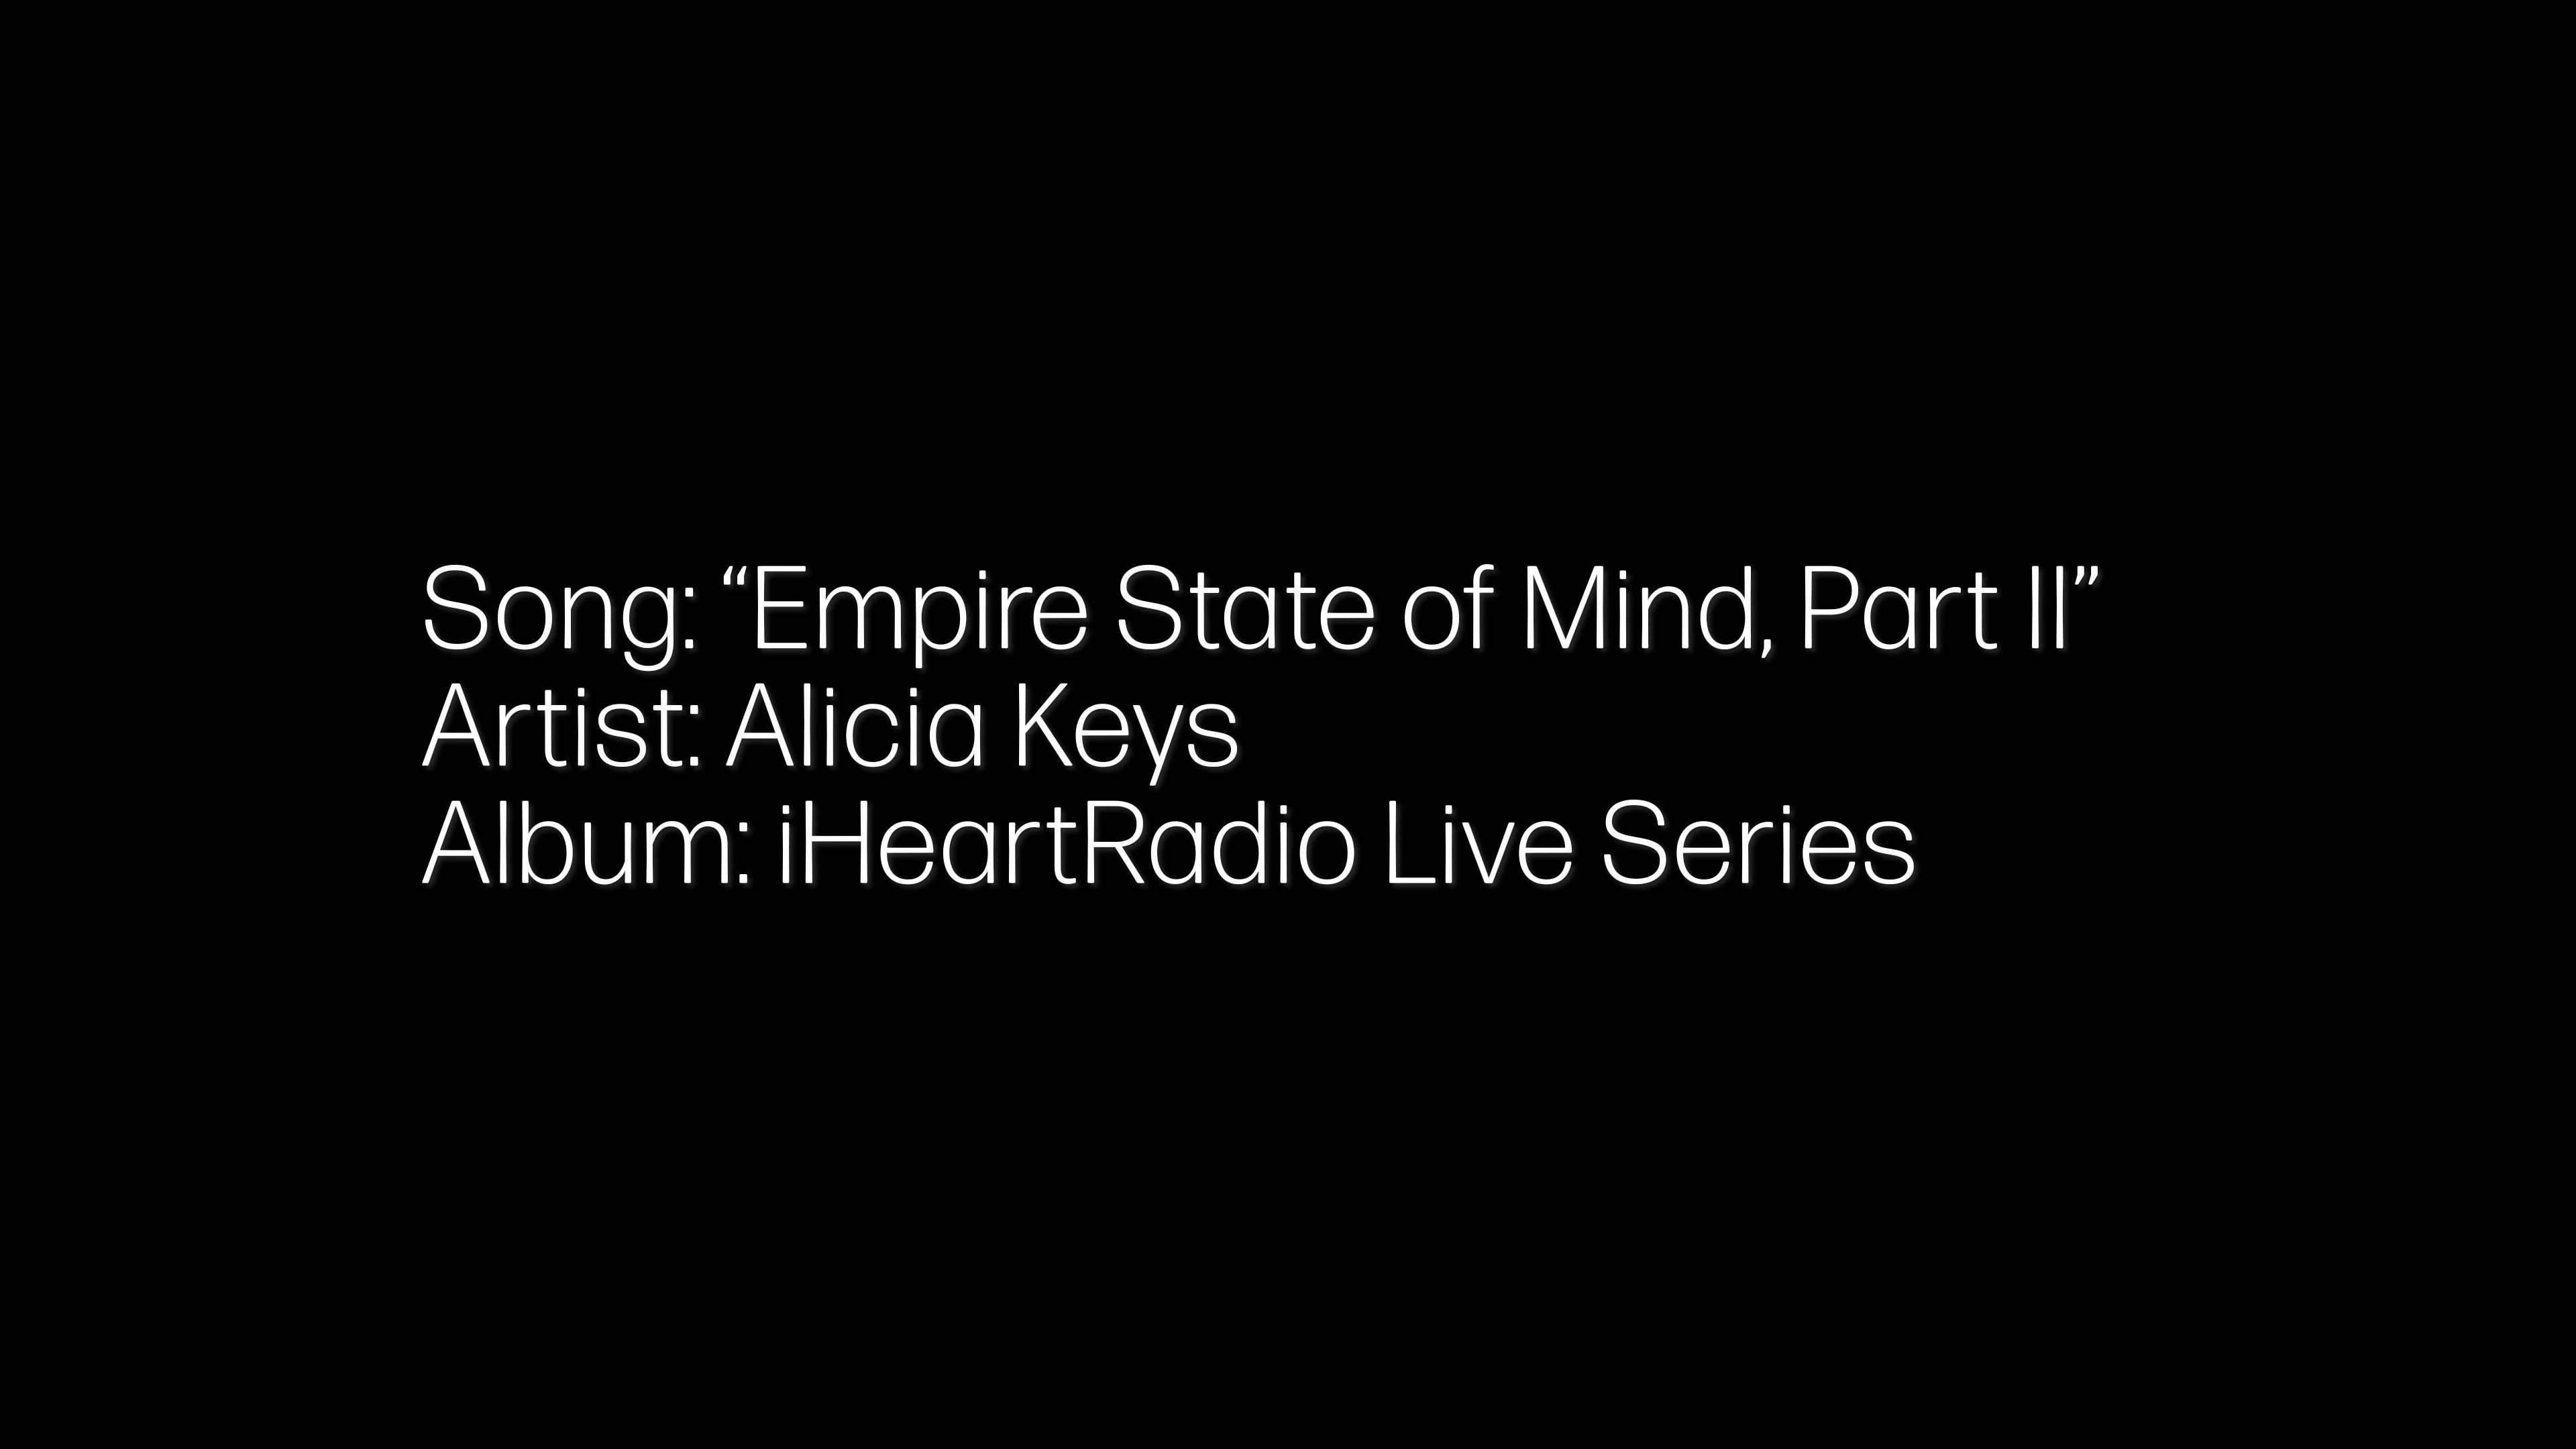 Song: “Empire State of Mind, Part II”
Artist: Alicia Keys
Album: iHeartRadio Live Series